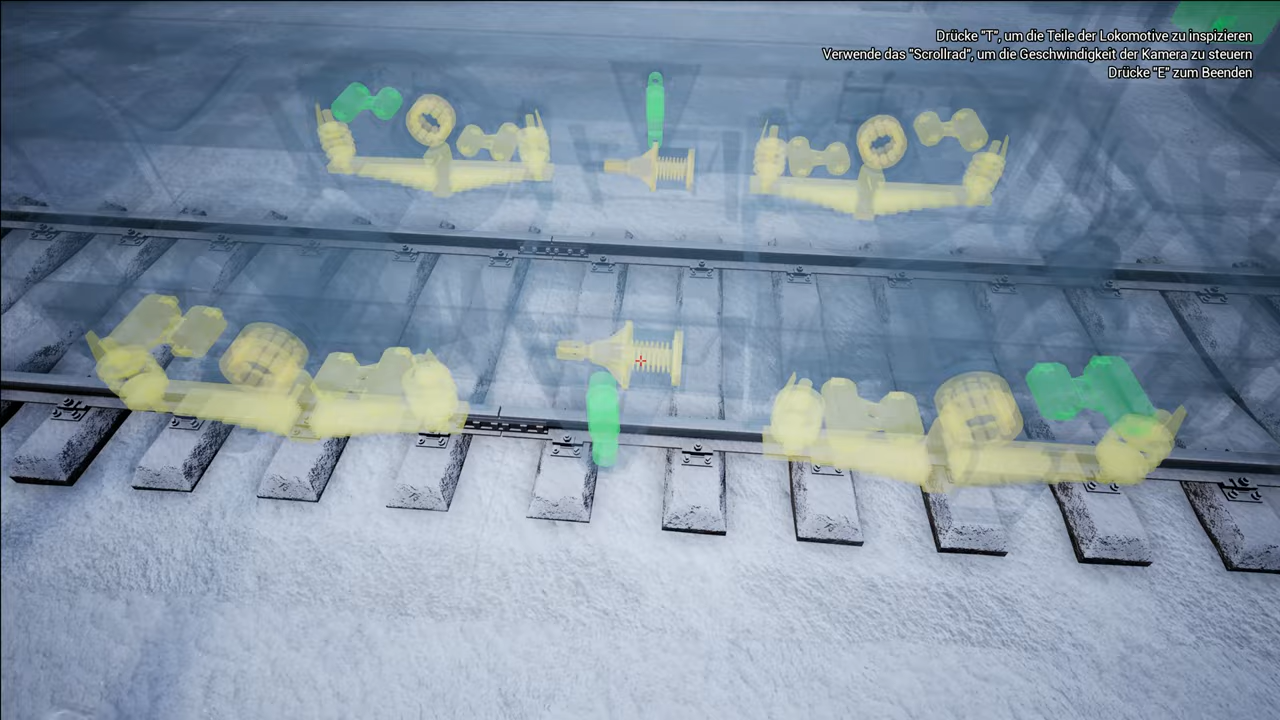 Drücke "T", um die Teile der Lokomotive zu inspizieren
Verwende das "Scrollrad", um die Geschwindigkeit der Kamera zu steuern
Drücke "E" zum Beenden